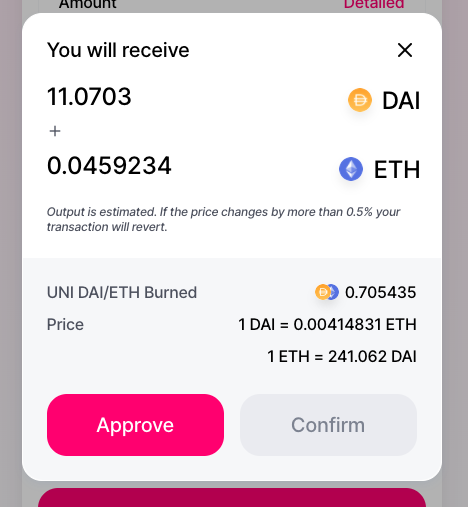 Amount Detailed
You will receive
11.0703 DAI
+
0.0459234 ETH
Output is estimated. If the price changes by more than 0.5% your
transaction will revert.
UNI DAI/ETH Burned 0.705435
Price 1 DAI = 0.00414831 ETH
1 ETH = 241.062 DAI
Approve Confirm